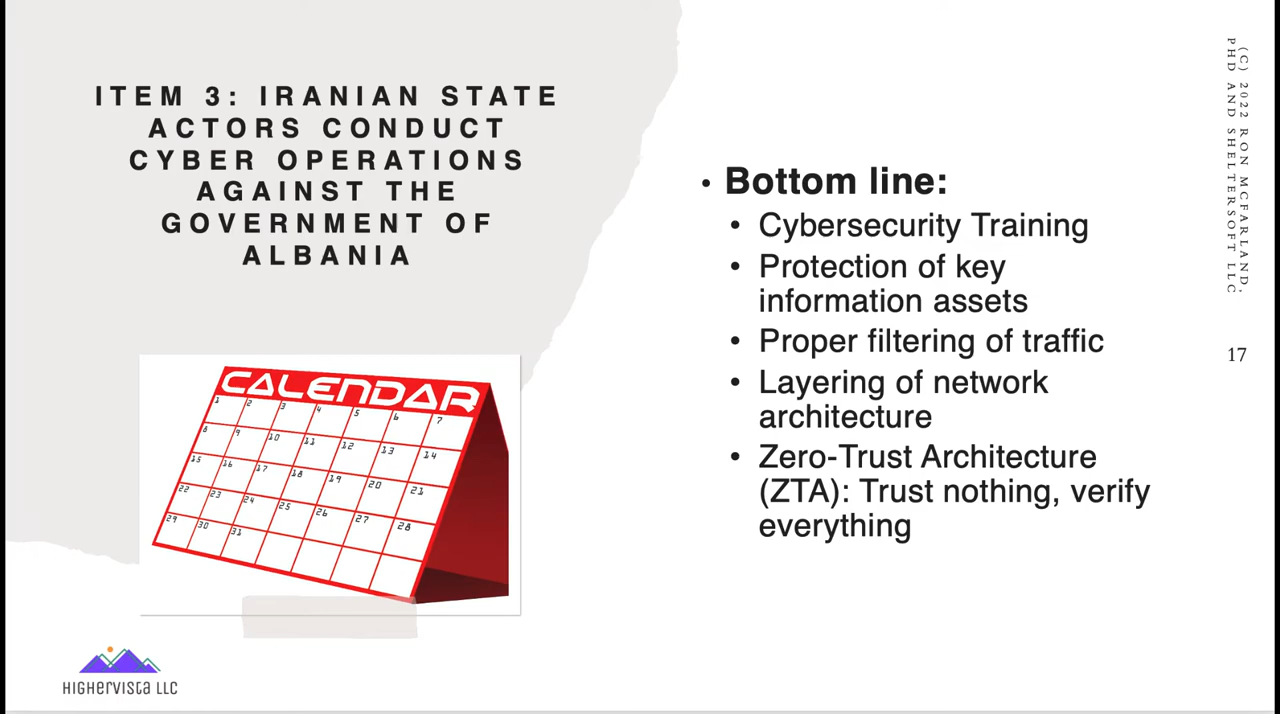 ITEM 3: IRANIAN STATE
ACTORS CONDUCT
CYBER OPERATIONS
AGAINST THE
GOVERNMENT OF
ALBANIA
CALENDAR
1 2 3 4 5 6 7
8 9 10 11 12 13 14
15 16 17 18 19 20 21
22 23 24 25 26 27 28
29 30 31
HIGHERVISTA LLC
• Bottom line:
• Cybersecurity Training
• Protection of key
information assets
• Proper filtering of traffic
• Layering of network
architecture
• Zero-Trust Architecture
(ZTA): Trust nothing, verify
everything
(C) 2022 RON MCFARLAND,
PHD AND SHELTERSOFT LLC
17